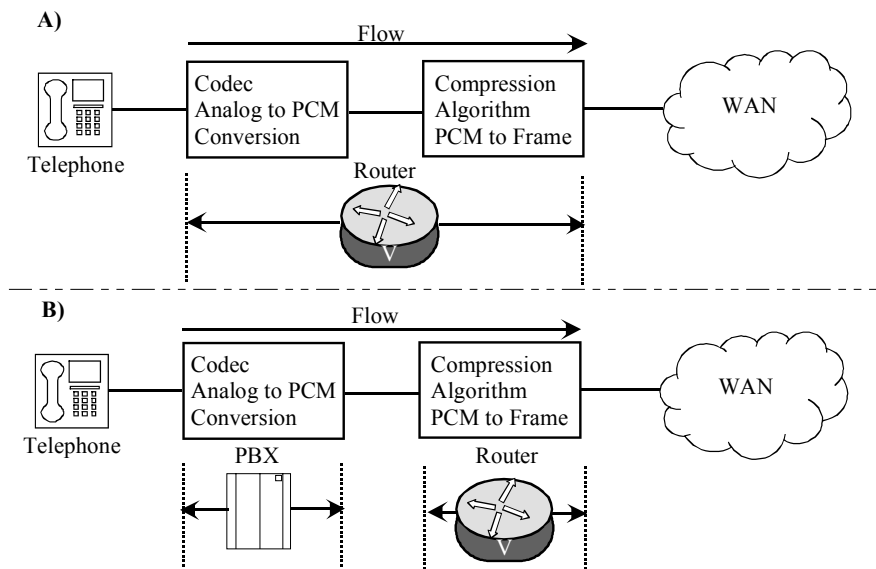 A)
Flow
Codec
Analog to PCM
Conversion
Compression
Algorithm
PCM to Frame
WAN
Telephone
Router
V
B)
Flow
Codec
Analog to PCM
Conversion
Compression
Algorithm
PCM to Frame
WAN
Telephone
PBX
Router
V